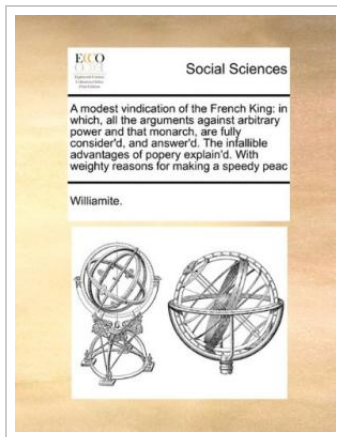 ECCO
Social Sciences
A modest vindication of the French King: in
which, all the arguments against arbitrary
power and that monarch, are fully
consider'd, and answer'd. The infallible
advantages of popery explain'd. With
weighty reasons for making a speedy peac
Williamite.